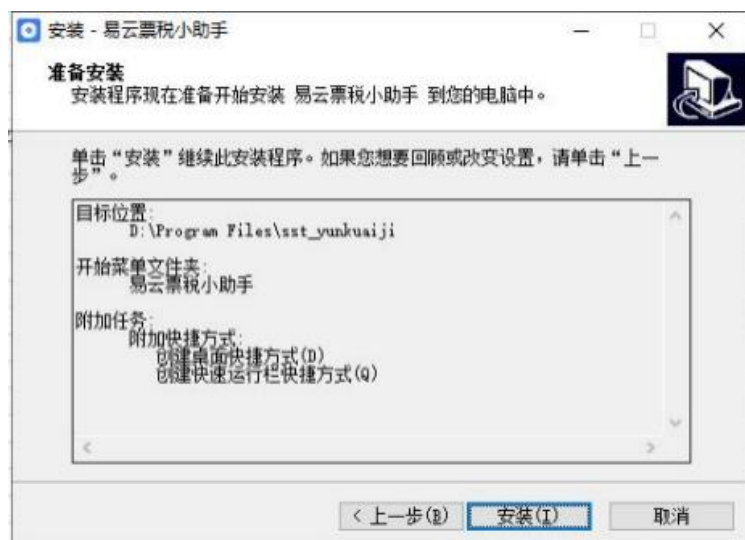 安装 - 易云票税小助手
准备安装
安装程序现在准备开始安装 易云票税小助手 到您的电脑中。
单击“安装”继续此安装程序。如果您想要回顾或改变设置，请单击“上一
步”。
目标位置:
D:\Program Files\sst_yunkuaiji
开始菜单文件夹:
易云票税小助手
附加任务:
附加快捷方式:
创建桌面快捷方式(D)
创建快速运行栏快捷方式(Q)
< 上一步(B)
安装(I)
取消